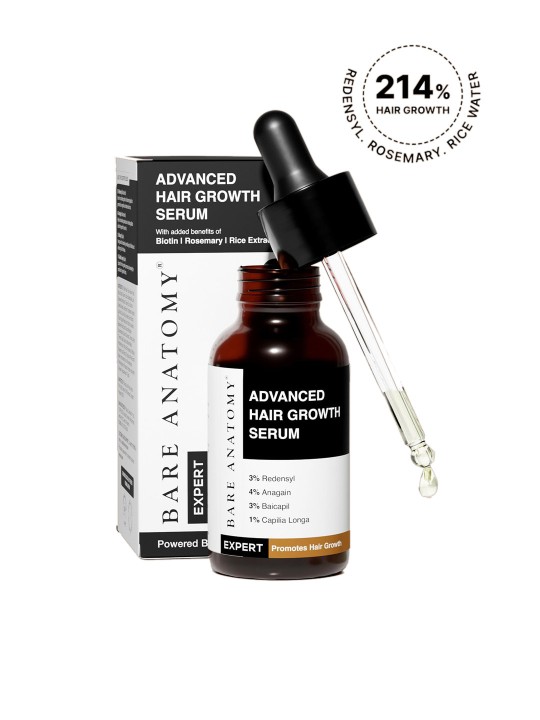 214%
HAIR GROWTH
REDENSYL. ROSEMARY. RICE WATER
ADVANCED
HAIR GROWTH
SERUM
With added benefits of
Biotin | Rosemary | Rice
BARE ANATOMY®
EXPERT
Powered
BARE ANATOMY
ADVANCED
HAIR GROWTH
SERUM
3% Redensyl
4% Anagain
3% Baicapil
1% Capilia Longa
EXPERT
Promotes Hair Growth